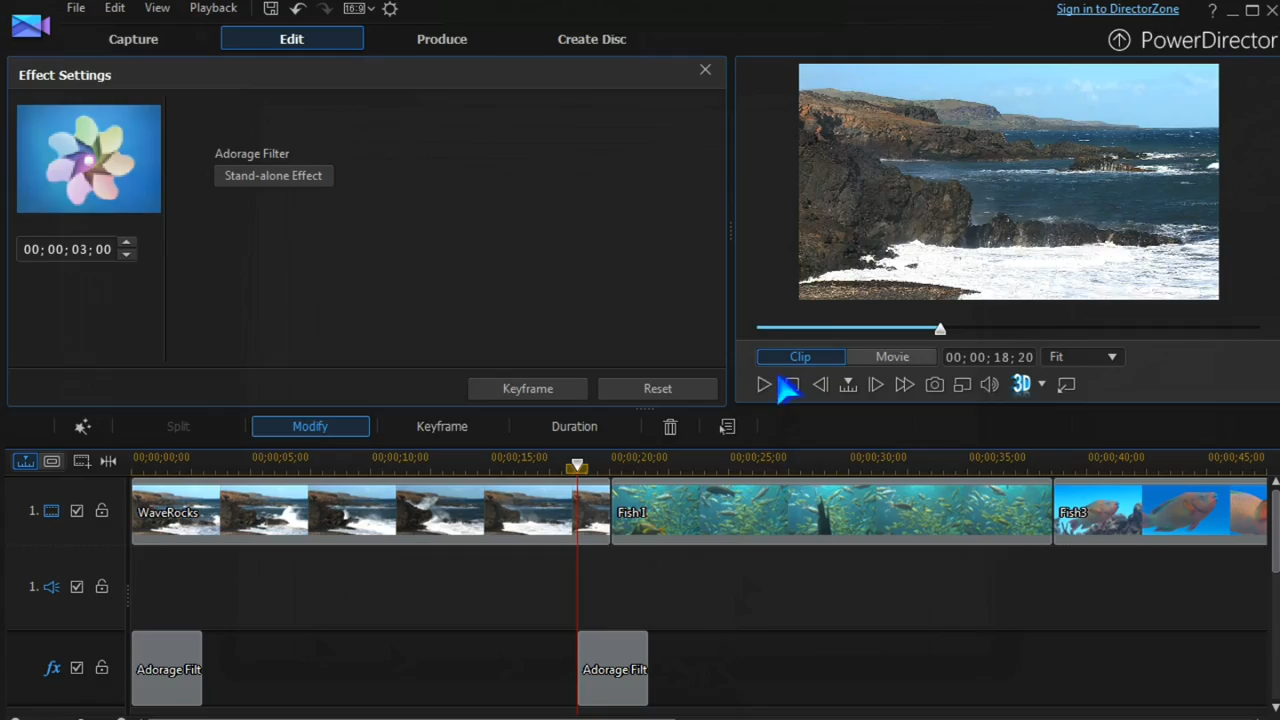 File Edit View Playback 16:9 Sign in to DirectorZone ?
Capture Edit Produce Create Disc PowerDirector
Effect Settings
Adorage Filter
Stand-alone Effect
00; 00; 03; 00
Clip Movie 00; 00; 18; 20 Fit
3D
Keyframe Reset
Split Modify Keyframe Duration
00;00;00;00 00;00;05;00 00;00;10;00 00;00;15;00 00;00;20;00 00;00;25;00 00;00;30;00 00;00;35;00 00;00;40;00 00;00;45;00
1. WaveRocks Fish1 Fish3
1.
fx Adorage Filt Adorage Filt